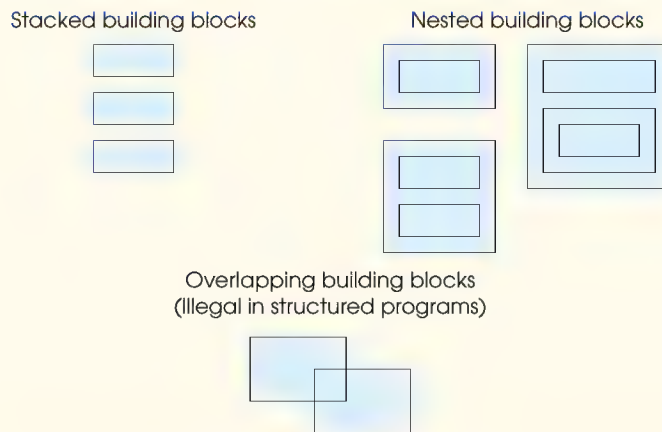 Stacked building blocks
Nested building blocks
Overlapping building blocks
(Illegal in structured programs)